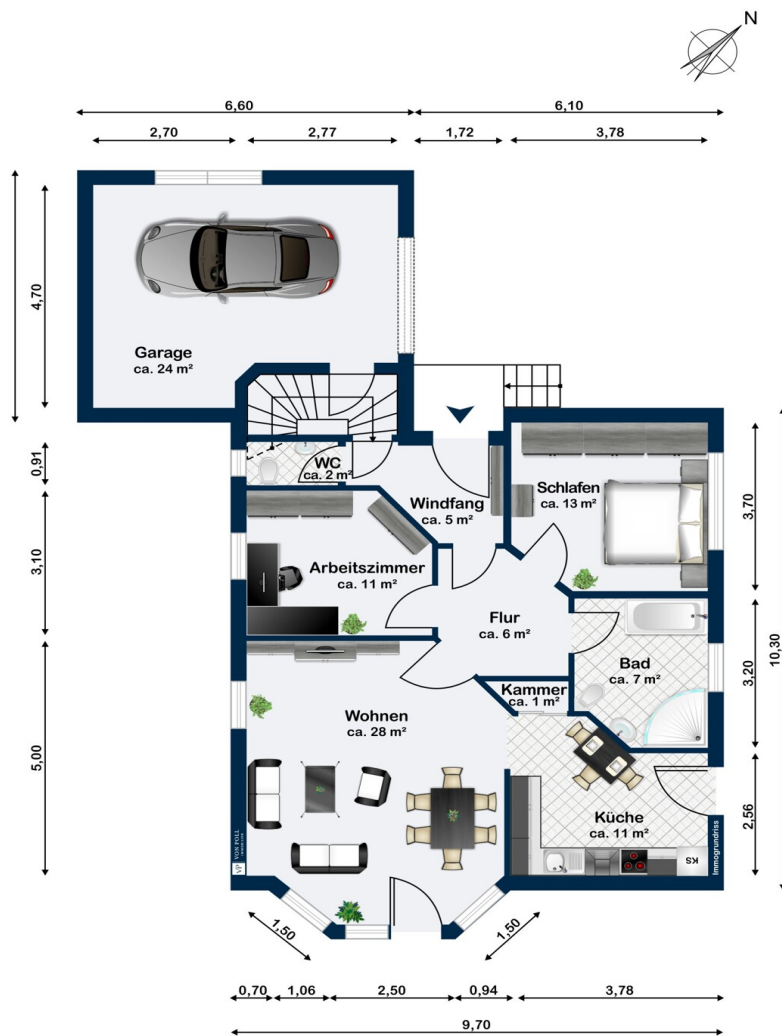 N
6,60
6,10
2,70
2,77
1,72
3,78
4,70
Garage
ca. 24 m²
0,91
WC
ca. 2 m²
Windfang
ca. 5 m²
Schlafen
ca. 13 m²
3,70
3,10
Arbeitszimmer
ca. 11 m²
Flur
ca. 6 m²
10,30
Bad
ca. 7 m²
3,20
Kammer
ca. 1 m²
Wohnen
ca. 28 m²
5,00
Küche
ca. 11 m²
2,56
KS
VP VON POLL
IMMOBILIEN
Immogrundriss
1,50
1,50
0,70
1,06
2,50
0,94
3,78
9,70